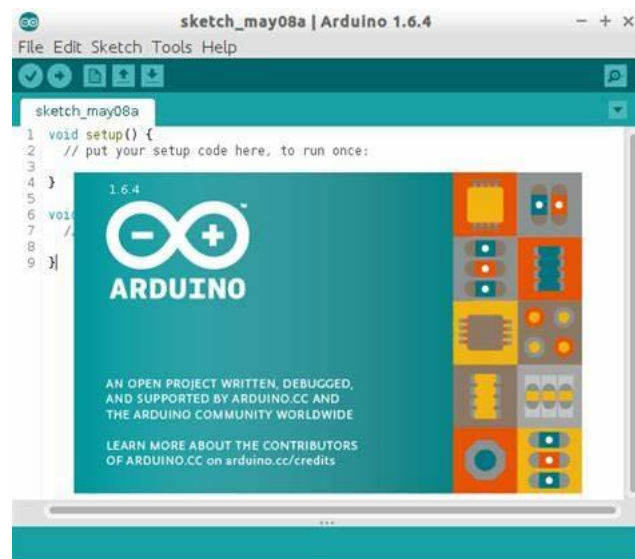 sketch_may08a | Arduino 1.6.4
File Edit Sketch Tools Help
sketch_may08a
1 void setup() {
2 // put your setup code here, to run once:
3
4 }
5
6 voi
7 //
8
9 }
1.6.4
ARDUINO
AN OPEN PROJECT WRITTEN, DEBUGGED,
AND SUPPORTED BY ARDUINO.CC AND
THE ARDUINO COMMUNITY WORLDWIDE
LEARN MORE ABOUT THE CONTRIBUTORS
OF ARDUINO.CC on arduino.cc/credits